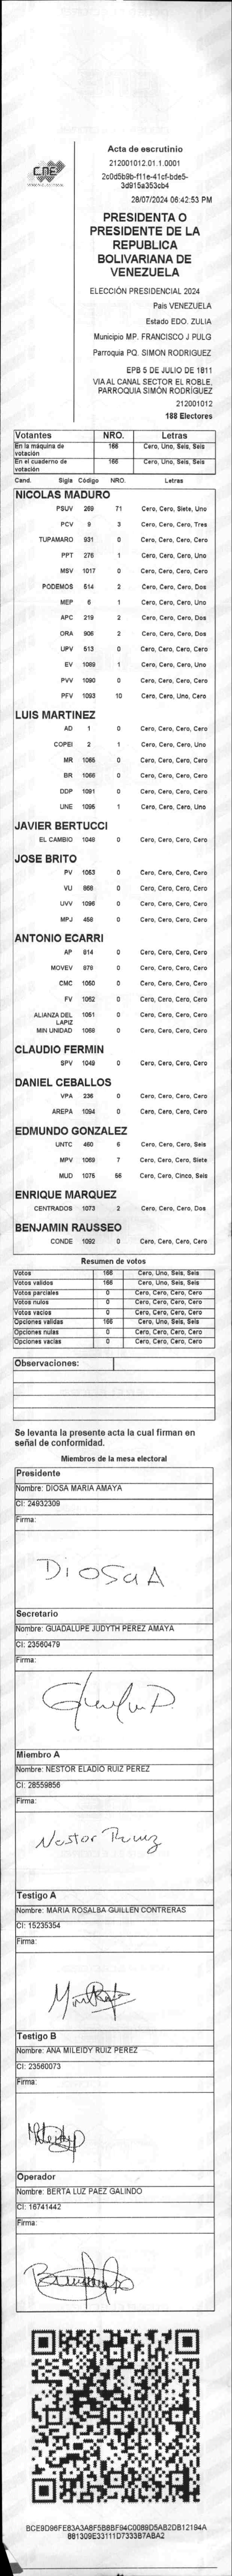 Acta de escrutinio
212001012.01.1.0001
2c0d5b9b-f11e-41cf-bde5-
3d915a353cb4
28/07/2024 06:42:53 PM
CNE
PRESIDENTA O
PRESIDENTE DE LA
REPUBLICA
BOLIVARIANA DE
VENEZUELA
ELECCIÓN PRESIDENCIAL 2024
Pais VENEZUELA
Estado EDO. ZULIA
Municipio MP. FRANCISCO J PULG
Parroquia PQ. SIMON RODRIGUEZ
EPB 5 DE JULIO DE 1811
VIA AL CANAL SECTOR EL ROBLE,
PARROQUIA SIMÓN RODRÍGUEZ
212001012
188 Electores
Votantes NRO. Letras
En la máquina de votación 166 Cero, Uno, Seis, Seis
En el cuaderno de votación 166 Cero, Uno, Seis, Seis
Cand. Sigla Código NRO. Letras
NICOLAS MADURO
PSUV 269 71 Cero, Cero, Siete, Uno
PCV 9 3 Cero, Cero, Cero, Tres
TUPAMARO 931 0 Cero, Cero, Cero, Cero
PPT 276 1 Cero, Cero, Cero, Uno
MSV 1017 0 Cero, Cero, Cero, Cero
PODEMOS 514 2 Cero, Cero, Cero, Dos
MEP 6 1 Cero, Cero, Cero, Uno
APC 219 2 Cero, Cero, Cero, Dos
ORA 906 2 Cero, Cero, Cero, Dos
UPV 513 0 Cero, Cero, Cero, Cero
EV 1089 1 Cero, Cero, Cero, Uno
PVV 1090 0 Cero, Cero, Cero, Cero
PFV 1093 10 Cero, Cero, Uno, Cero
LUIS MARTINEZ
AD 1 0 Cero, Cero, Cero, Cero
COPEI 2 1 Cero, Cero, Cero, Uno
MR 1065 0 Cero, Cero, Cero, Cero
BR 1066 0 Cero, Cero, Cero, Cero
DDP 1091 0 Cero, Cero, Cero, Cero
UNE 1095 1 Cero, Cero, Cero, Uno
JAVIER BERTUCCI
EL CAMBIO 1048 0 Cero, Cero, Cero, Cero
JOSE BRITO
PV 1053 0 Cero, Cero, Cero, Cero
VU 868 0 Cero, Cero, Cero, Cero
UVV 1096 0 Cero, Cero, Cero, Cero
MPJ 458 0 Cero, Cero, Cero, Cero
ANTONIO ECARRI
AP 814 0 Cero, Cero, Cero, Cero
MOVEV 878 0 Cero, Cero, Cero, Cero
CMC 1050 0 Cero, Cero, Cero, Cero
FV 1052 0 Cero, Cero, Cero, Cero
ALIANZA DEL LAPIZ 1051 0 Cero, Cero, Cero, Cero
MIN UNIDAD 1068 0 Cero, Cero, Cero, Cero
CLAUDIO FERMIN
SPV 1049 0 Cero, Cero, Cero, Cero
DANIEL CEBALLOS
VPA 236 0 Cero, Cero, Cero, Cero
AREPA 1094 0 Cero, Cero, Cero, Cero
EDMUNDO GONZALEZ
UNTC 460 6 Cero, Cero, Cero, Seis
MPV 1069 7 Cero, Cero, Cero, Siete
MUD 1075 56 Cero, Cero, Cinco, Seis
ENRIQUE MARQUEZ
CENTRADOS 1073 2 Cero, Cero, Cero, Dos
BENJAMIN RAUSSEO
CONDE 1092 0 Cero, Cero, Cero, Cero
Resumen de votos
Votos 166 Cero, Uno, Seis, Seis
Votos validos 166 Cero, Uno, Seis, Seis
Votos parciales 0 Cero, Cero, Cero, Cero
Votos nulos 0 Cero, Cero, Cero, Cero
Votos vacios 0 Cero, Cero, Cero, Cero
Opciones validas 166 Cero, Uno, Seis, Seis
Opciones nulas 0 Cero, Cero, Cero, Cero
Opciones vacias 0 Cero, Cero, Cero, Cero
Observaciones:
Se levanta la presente acta la cual firman en
señal de conformidad.
Miembros de la mesa electoral
Presidente
Nombre: DIOSA MARIA AMAYA
CI: 24932309
Firma:
DiosaA
Secretario
Nombre: GUADALUPE JUDYTH PEREZ AMAYA
CI: 23560479
Firma:
Miembro A
Nombre: NESTOR ELADIO RUIZ PEREZ
CI: 28559856
Firma:
Nestor Ruiz
Testigo A
Nombre: MARIA ROSALBA GUILLEN CONTRERAS
CI: 15235354
Firma:
Testigo B
Nombre: ANA MILEIDY RUIZ PEREZ
CI: 23560073
Firma:
Operador
Nombre: BERTA LUZ PAEZ GALINDO
CI: 16741442
Firma:
BCE9D96FE83A3A8F5B8BF94C0089D5AB2DB12194A
881309E33111D7333B7ABA2